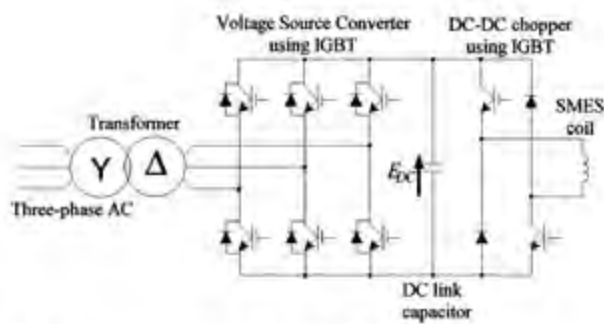 Voltage Source Converter
using IGBT
DC-DC chopper
using IGBT
SMES
coil
Transformer
Y
Δ
E_DC
Three-phase AC
DC link
capacitor